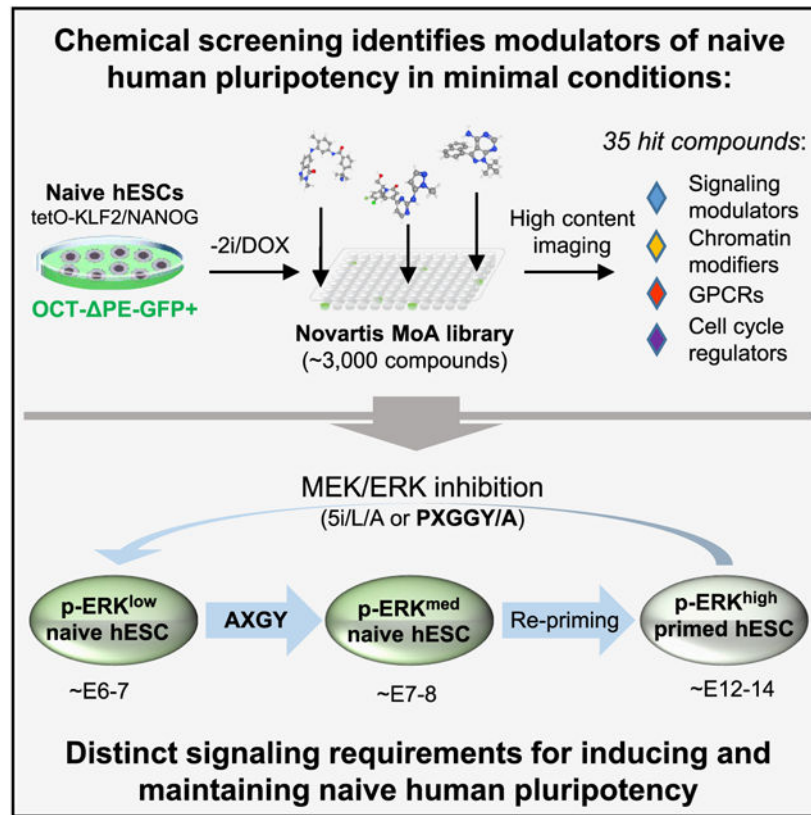 Chemical screening identifies modulators of naive
human pluripotency in minimal conditions:
35 hit compounds:
Naive hESCs
tetO-KLF2/NANOG
OCT-ΔPE-GFP+
-2i/DOX
Novartis MoA library
(~3,000 compounds)
High content
imaging
Signaling
modulators
Chromatin
modifiers
GPCRs
Cell cycle
regulators
MEK/ERK inhibition
(5i/L/A or PXGGY/A)
p-ERKlow
naive hESC
AXGY
p-ERKmed
naive hESC
Re-priming
p-ERKhigh
primed hESC
~E6-7
~E7-8
~E12-14
Distinct signaling requirements for inducing and
maintaining naive human pluripotency